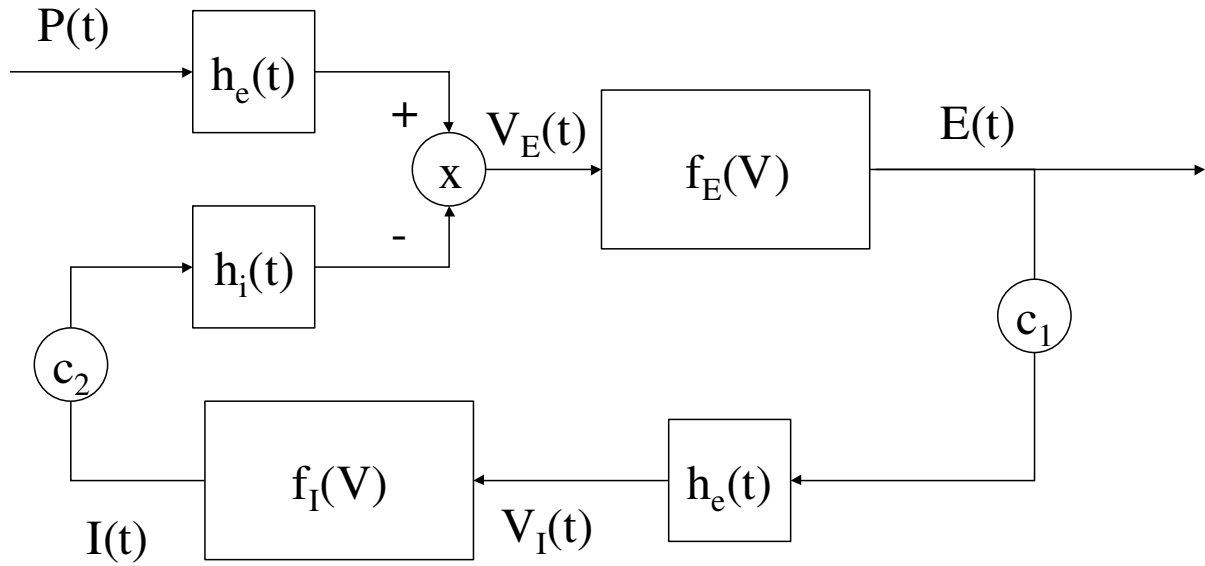 P(t)
h_e(t)
+
x
V_E(t)
f_E(V)
E(t)
-
h_i(t)
c_1
c_2
f_I(V)
h_e(t)
I(t)
V_I(t)